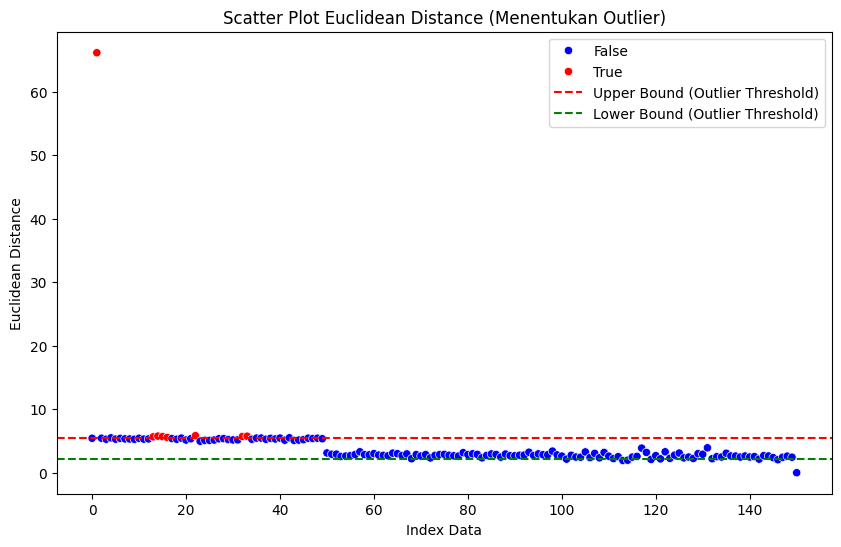 Scatter Plot Euclidean Distance (Menentukan Outlier)
False
True
Upper Bound (Outlier Threshold)
Lower Bound (Outlier Threshold)
Euclidean Distance
60
50
40
30
20
10
0
0 20 40 60 80 100 120 140
Index Data